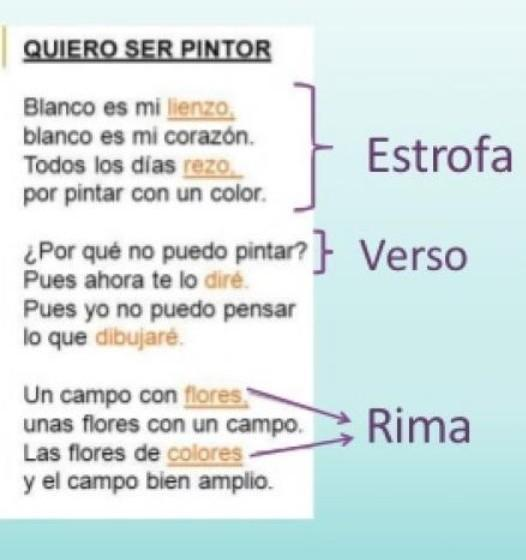 QUIERO SER PINTOR
Blanco es mi lienzo,
blanco es mi corazón.
Todos los días rezo,
por pintar con un color.
Estrofa
¿Por qué no puedo pintar?
Verso
Pues ahora te lo diré.
Pues yo no puedo pensar
lo que dibujaré.
Un campo con flores,
unas flores con un campo.
Rima
Las flores de colores
y el campo bien amplio.